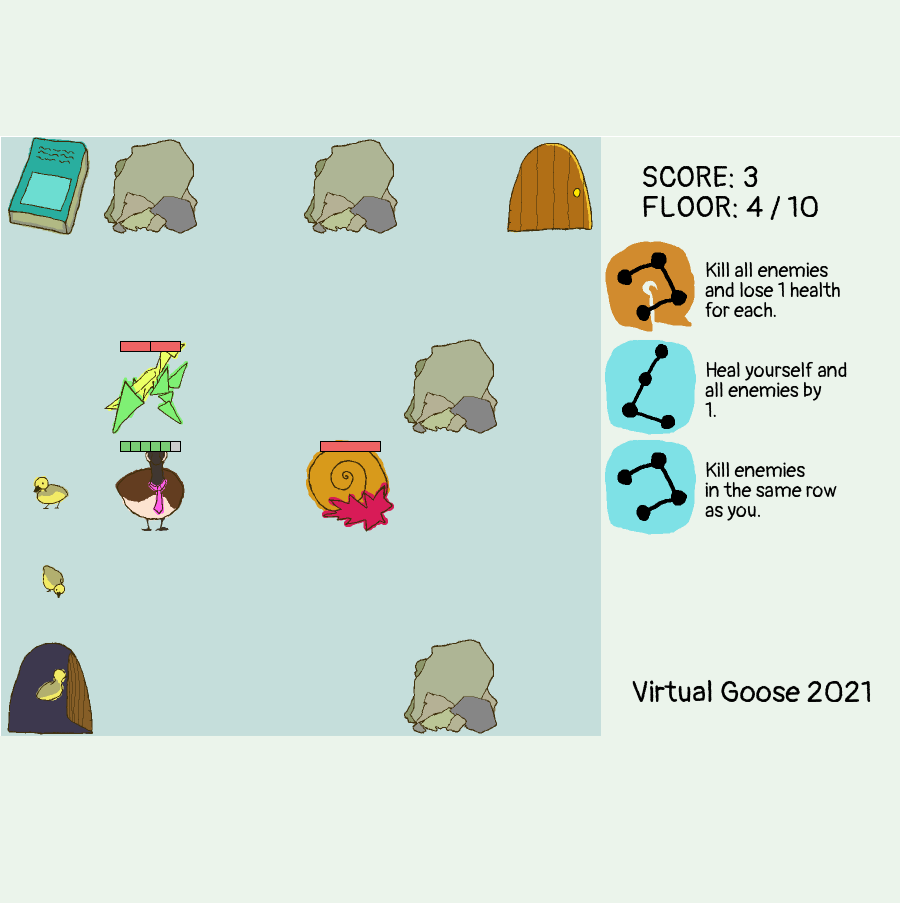 SCORE: 3
FLOOR: 4 / 10
Kill all enemies
and lose 1 health
for each.
Heal yourself and
all enemies by
1.
Kill enemies
in the same row
as you.
Virtual Goose 2021